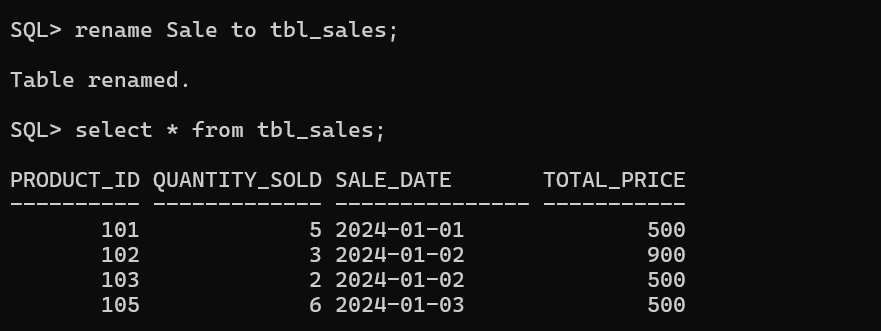 SQL> rename Sale to tbl_sales;
Table renamed.
SQL> select * from tbl_sales;
PRODUCT_ID QUANTITY_SOLD SALE_DATE       TOTAL_PRICE
---------- ------------- --------------- -----------
       101             5 2024-01-01              500
       102             3 2024-01-02              900
       103             2 2024-01-02              500
       105             6 2024-01-03              500